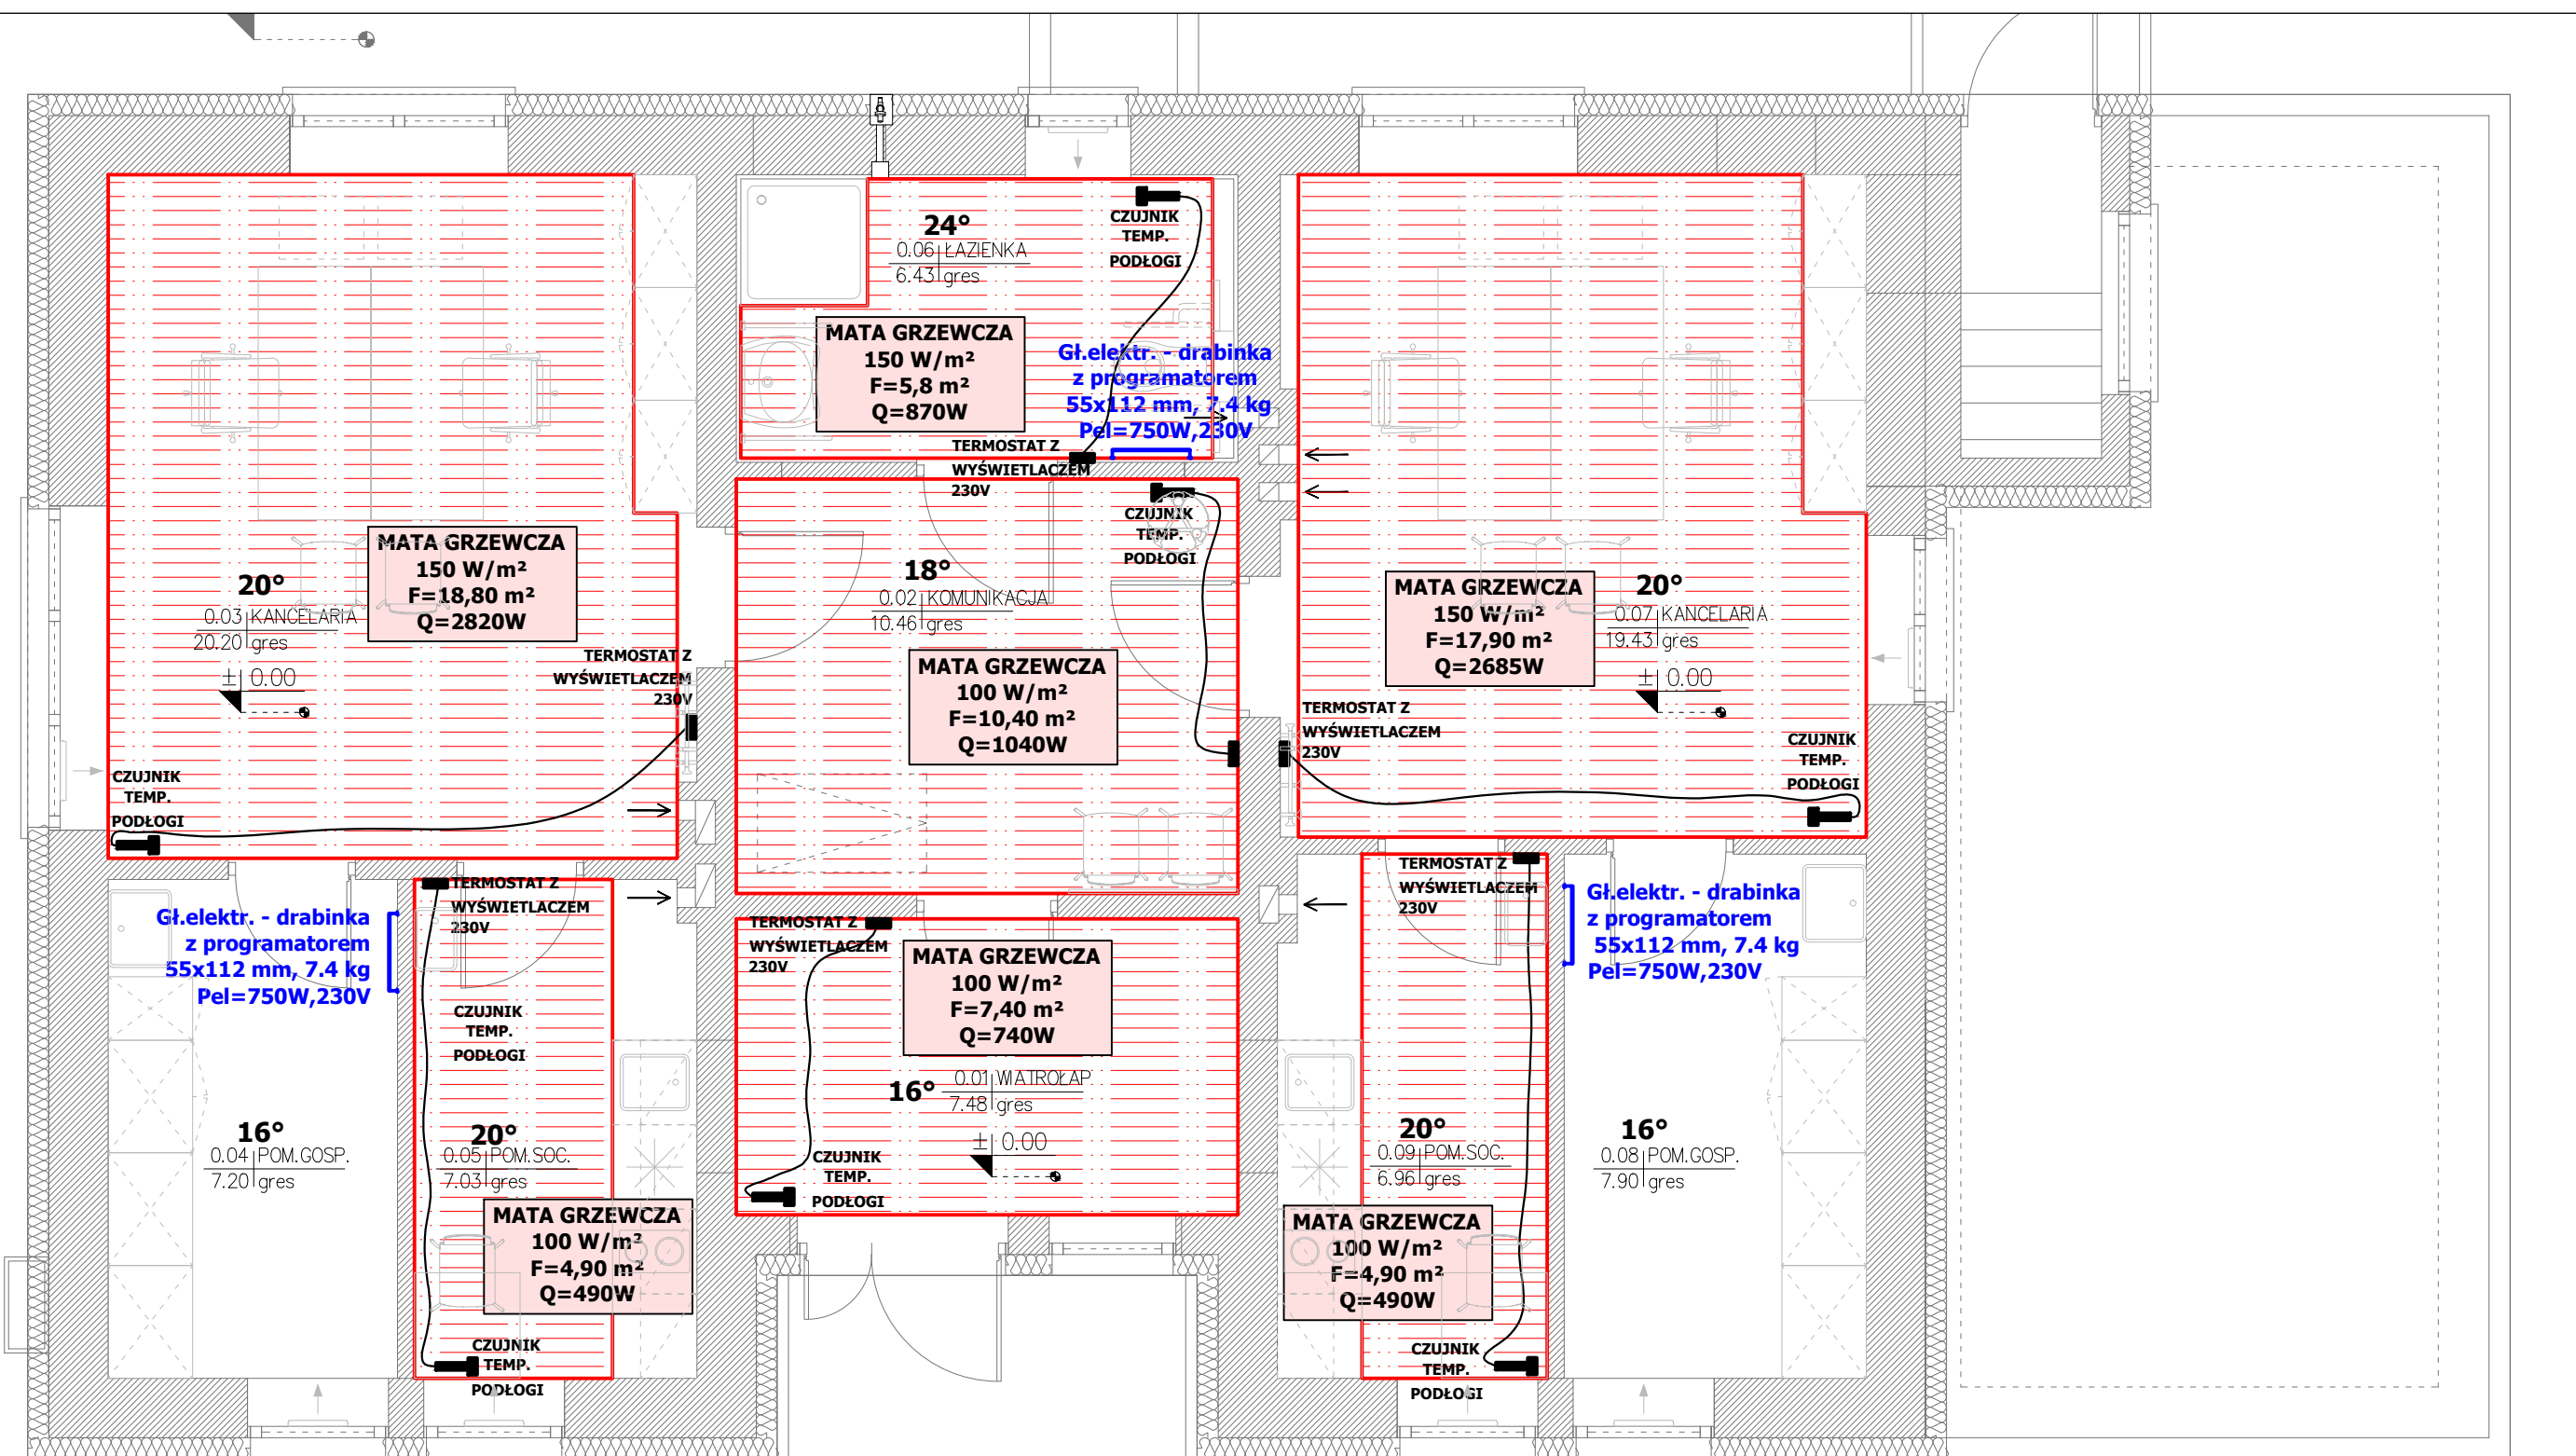 24°
0.06 ŁAZIENKA
6.43 gres
CZUJNIK
TEMP.
PODŁOGI
MATA GRZEWCZA
150 W/m²
F=5,8 m²
Q=870W
Gł.elektr. - drabinka
z programatorem
55x112 mm, 7.4 kg
Pel=750W,230V
TERMOSTAT Z
WYŚWIETLACZEM
230V
MATA GRZEWCZA
150 W/m²
F=18,80 m²
Q=2820W
20°
0.03 KANCELARIA
20.20 gres
± 0.00
TERMOSTAT Z
WYŚWIETLACZEM
230V
CZUJNIK
TEMP.
PODŁOGI
CZUJNIK
TEMP.
PODŁOGI
18°
0.02 KOMUNIKACJA
10.46 gres
MATA GRZEWCZA
100 W/m²
F=10,40 m²
Q=1040W
MATA GRZEWCZA
150 W/m²
F=17,90 m²
Q=2685W
20°
0.07 KANCELARIA
19.43 gres
± 0.00
TERMOSTAT Z
WYŚWIETLACZEM
230V
CZUJNIK
TEMP.
PODŁOGI
Gł.elektr. - drabinka
z programatorem
55x112 mm, 7.4 kg
Pel=750W,230V
TERMOSTAT Z
WYŚWIETLACZEM
230V
CZUJNIK
TEMP.
PODŁOGI
16°
0.04 POM.GOSP.
7.20 gres
20°
0.05 POM.SOC.
7.03 gres
MATA GRZEWCZA
100 W/m²
F=4,90 m²
Q=490W
CZUJNIK
TEMP.
PODŁOGI
TERMOSTAT Z
WYŚWIETLACZEM
230V
MATA GRZEWCZA
100 W/m²
F=7,40 m²
Q=740W
16°
0.01 WIATROŁAP
7.48 gres
± 0.00
CZUJNIK
TEMP.
PODŁOGI
TERMOSTAT Z
WYŚWIETLACZEM
230V
Gł.elektr. - drabinka
z programatorem
55x112 mm, 7.4 kg
Pel=750W,230V
20°
0.09 POM.SOC.
6.96 gres
16°
0.08 POM.GOSP.
7.90 gres
MATA GRZEWCZA
100 W/m²
F=4,90 m²
Q=490W
CZUJNIK
TEMP.
PODŁOGI